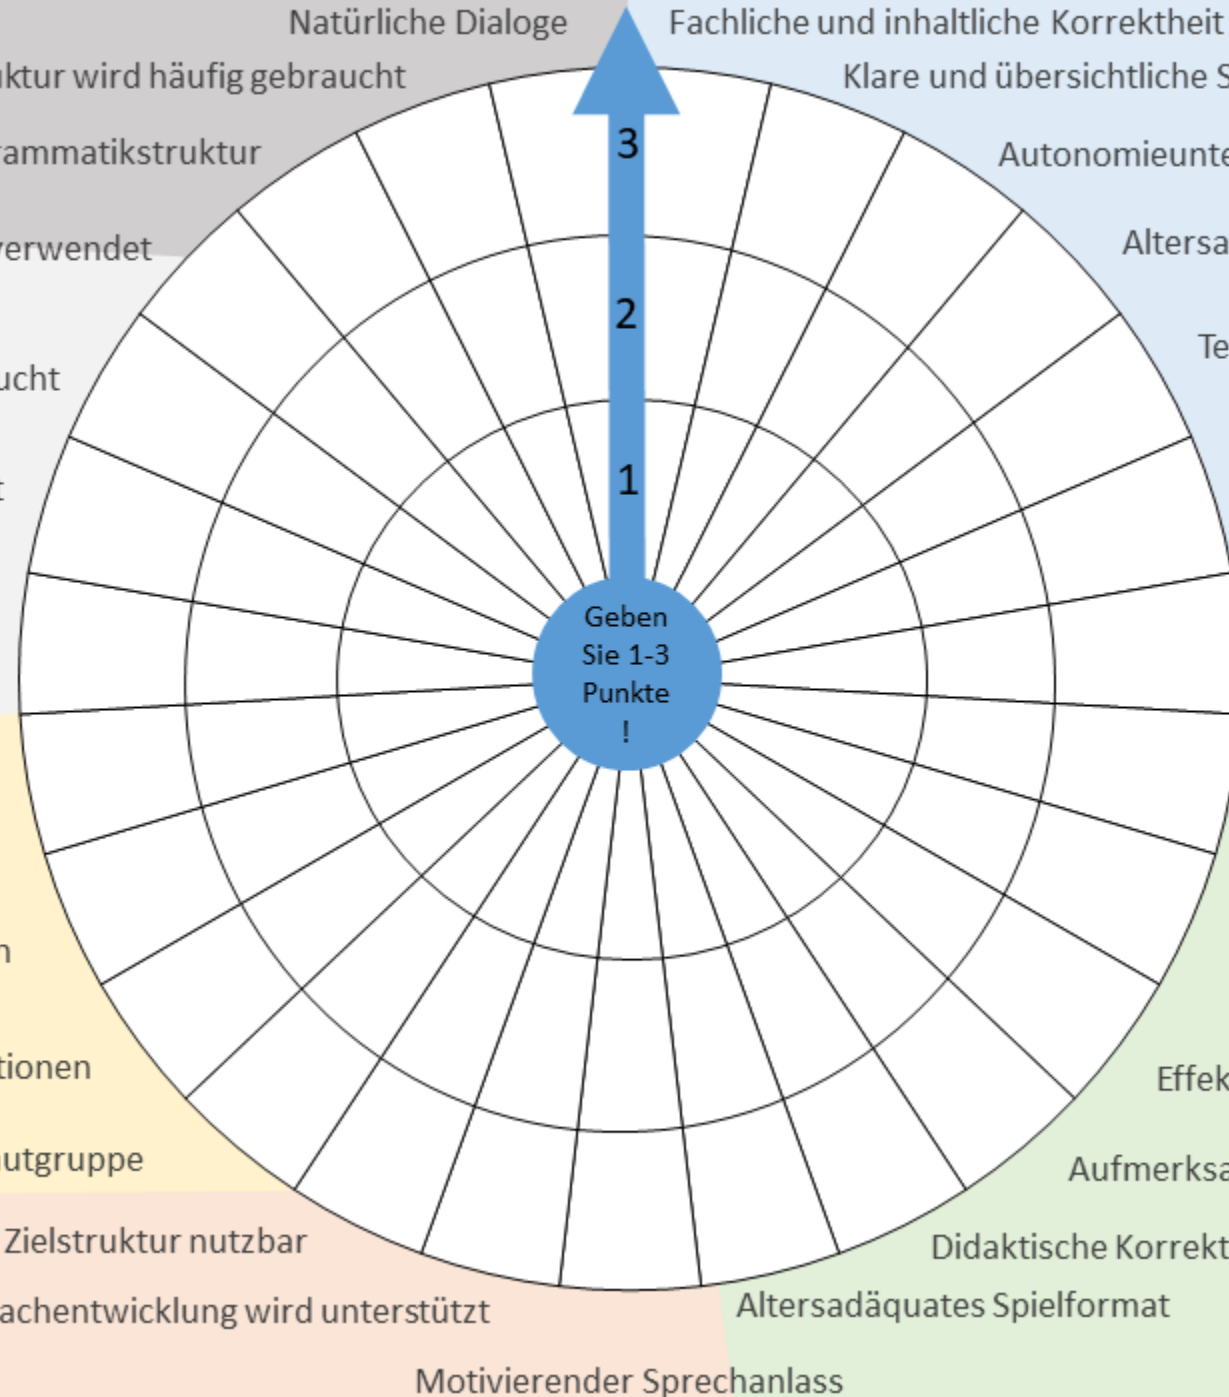 Natürliche Dialoge
Fachliche und inhaltliche Korrektheit
uktur wird häufig gebraucht
Klare und übersichtliche S
rammatikstruktur
Autonomieunte
verwendet
Altersa
ucht
Te
t
3
2
1
Geben
Sie 1-3
Punkte
!
n
tionen
Effek
autgruppe
Aufmerksa
Zielstruktur nutzbar
Didaktische Korrekt
achentwicklung wird unterstützt
Altersadäquates Spielformat
Motivierender Sprechanlass